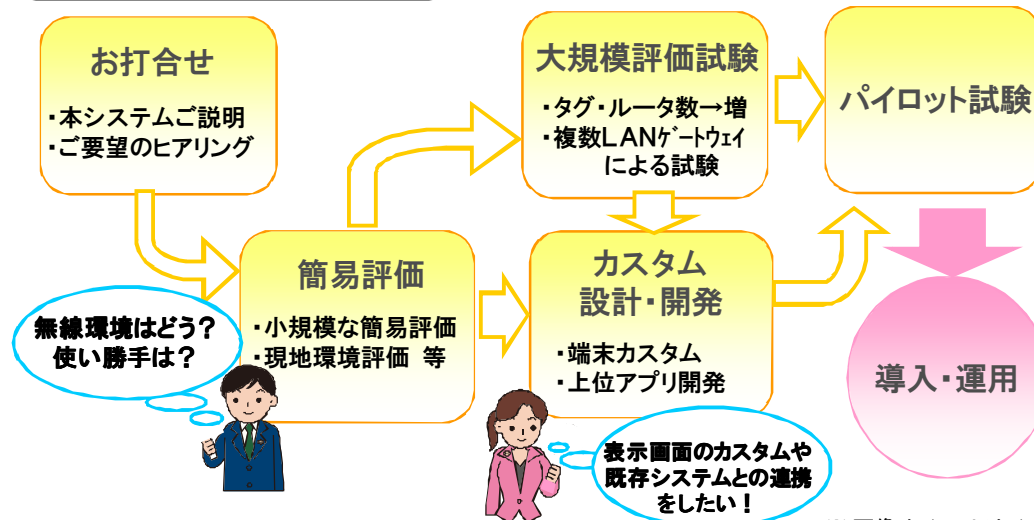 お打合せ
・本システムご説明
・ご要望のヒアリング
大規模評価試験
・タグ・ルータ数→増
・複数LANｹﾞｰﾄｳｪｲ
による試験
パイロット試験
簡易評価
・小規模な簡易評価
・現地環境評価 等
カスタム
設計・開発
・端末カスタム
・上位アプリ開発
導入・運用
無線環境はどう？
使い勝手は？
表示画面のカスタムや
既存システムとの連携
をしたい！